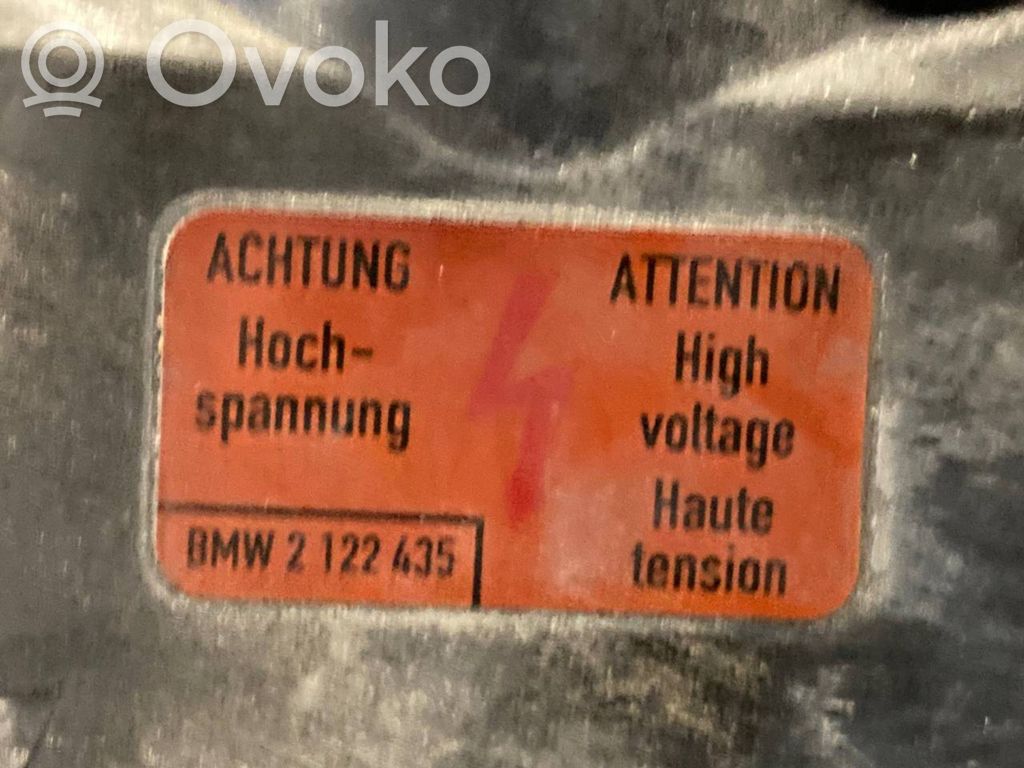 Ovoko
ACHTUNG
Hoch-
spannung
BMW 2 122 435
ATTENTION
High
voltage
Haute
tension